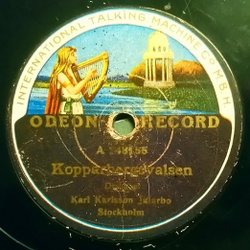 INTERNATIONAL TALKING MACHINE Co M.B.H.
ODEON RECORD
Kopparbergsvalsen
Karl Karlsson Jularbo
Stockholm